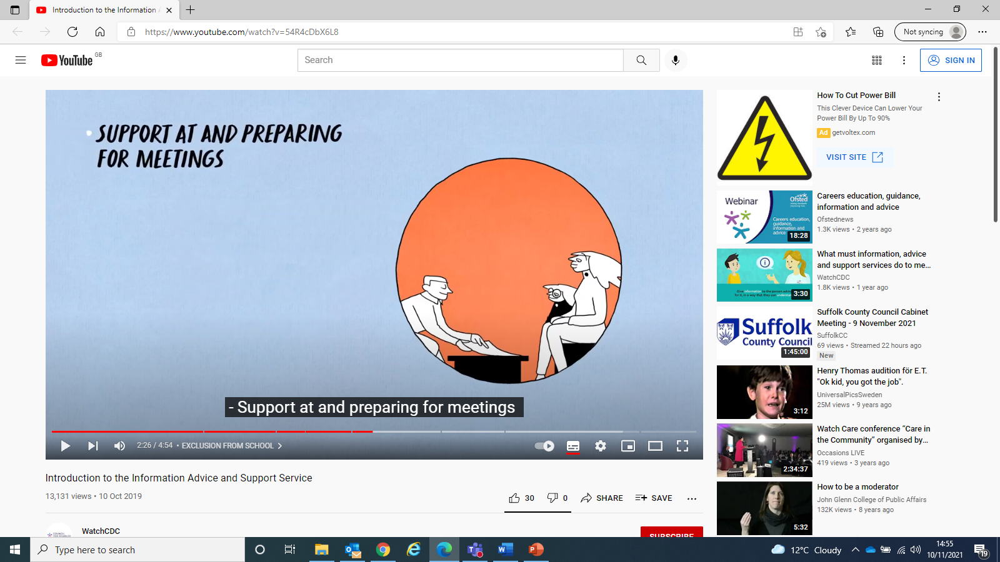 Introduction to the Information A
https://www.youtube.com/watch?v=54R4cDbX6L8
Not syncing
YouTube GB
Search
SIGN IN
• SUPPORT AT AND PREPARING
FOR MEETINGS
- Support at and preparing for meetings
2:26 / 4:54 • EXCLUSION FROM SCHOOL
Introduction to the Information Advice and Support Service
13,131 views • 10 Oct 2019
30
0
SHARE
SAVE
WatchCDC
SUBSCRIBE
How To Cut Power Bill
This Clever Device Can Lower Your
Power Bill By Up To 90%
Ad getvoltex.com
VISIT SITE
Webinar
Ofsted
Careers education,
guidance,
information and
advice
18:28
Careers education, guidance,
information and advice
Ofstednews
1.3K views • 2 years ago
3:30
What must information, advice
and support services do to me...
WatchCDC
1.8K views • 1 year ago
Suffolk
County Council
1:45:00
Suffolk County Council Cabinet
Meeting - 9 November 2021
SuffolkCC
69 views • Streamed 22 hours ago
New
3:12
Henry Thomas audition för E.T.
"Ok kid, you got the job".
UniversalPicsSweden
25M views • 9 years ago
2:34:37
Watch Care conference “Care in
the Community” organised by...
Occasions LIVE
419 views • 3 years ago
5:32
How to be a moderator
John Glenn College of Public Affairs
132K views • 8 years ago
Type here to search
12°C Cloudy
14:55
10/11/2021
19